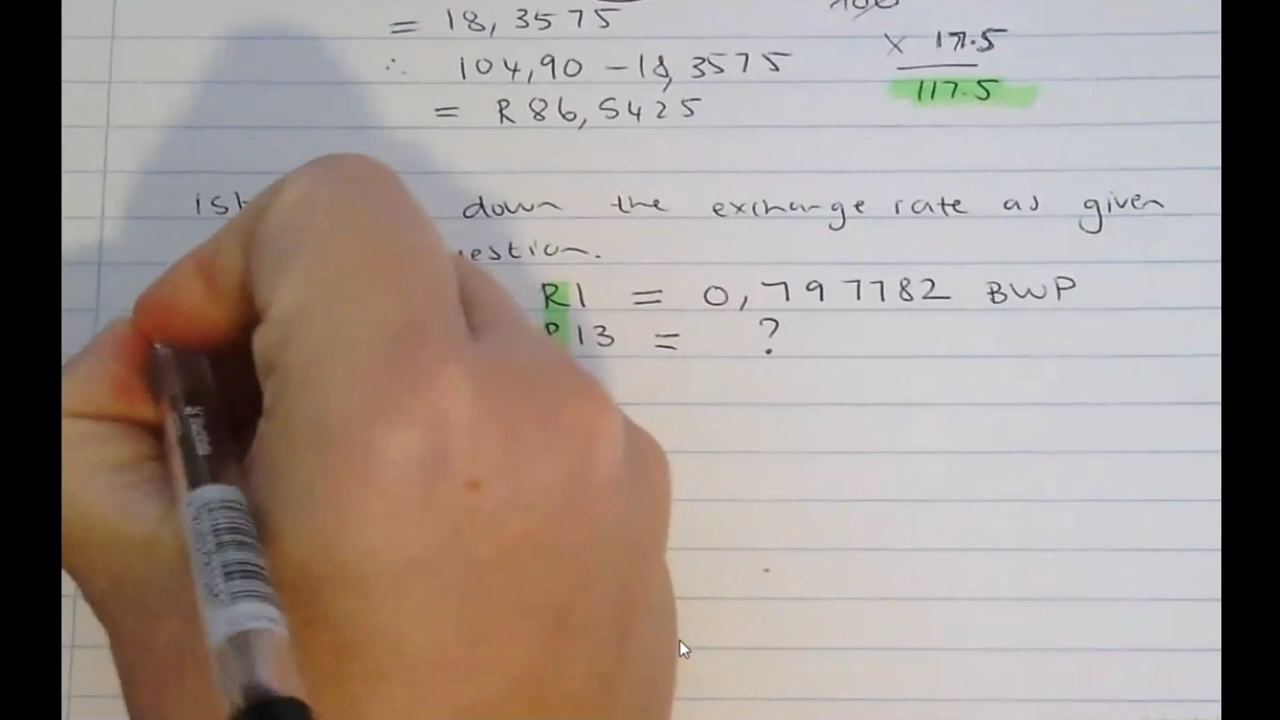 = 18,3575
∴ 104,90 - 18,3575
= R86,5425
× 17.5
117.5
down the exchange rate as given
R1 = 0,797782 BWP
R13 = ?